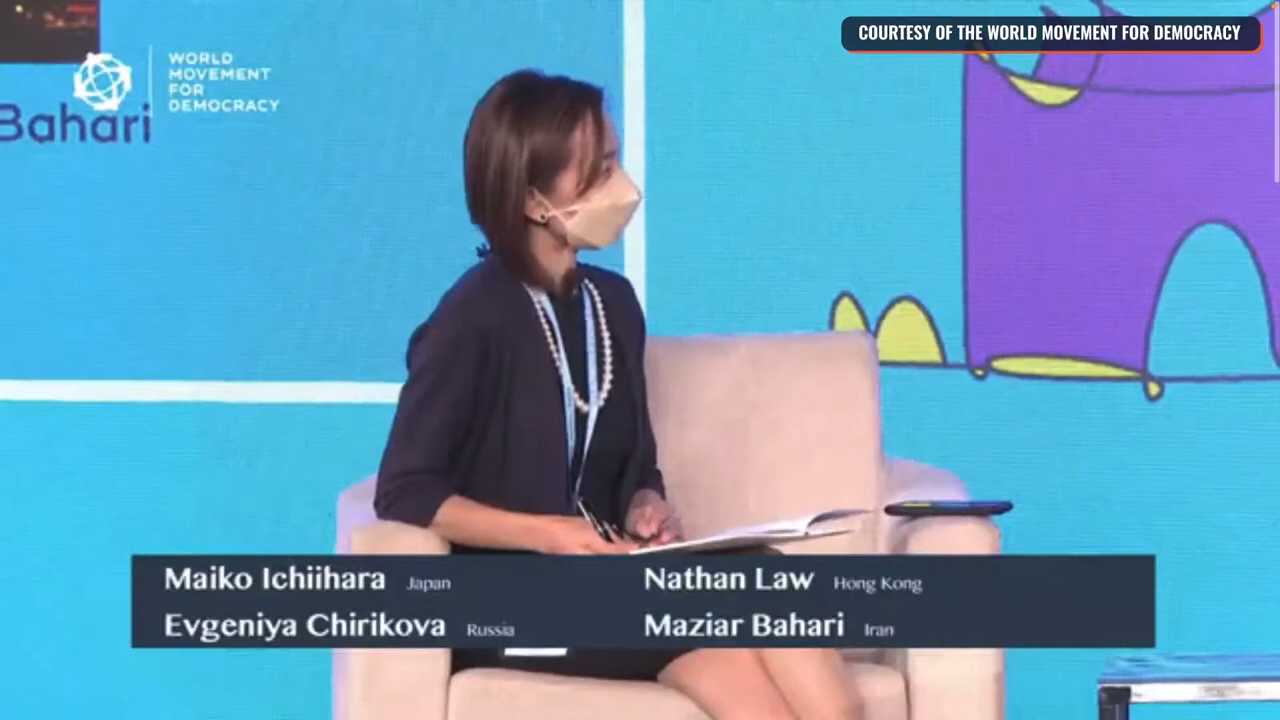 COURTESY OF THE WORLD MOVEMENT FOR DEMOCRACY
WORLD
MOVEMENT
FOR
DEMOCRACY
Bahari
Maiko Ichiihara Japan
Nathan Law Hong Kong
Evgeniya Chirikova Russia
Maziar Bahari Iran